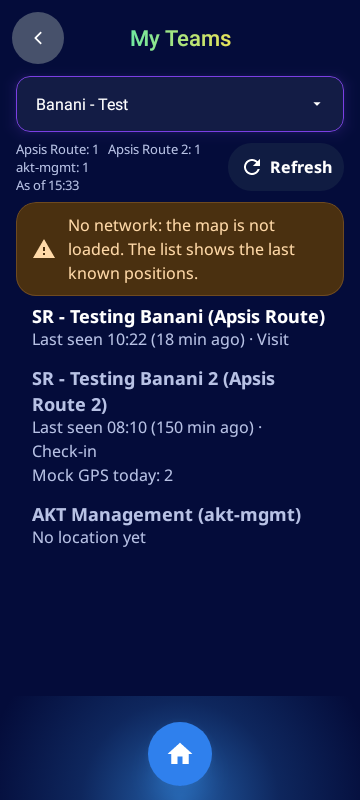 My Teams
Banani - Test
Apsis Route: 1 Apsis Route 2: 1
akt-mgmt: 1
As of 15:33
Refresh
No network: the map is not
loaded. The list shows the last
known positions.
SR - Testing Banani (Apsis Route)
Last seen 10:22 (18 min ago) · Visit
SR - Testing Banani 2 (Apsis
Route 2)
Last seen 08:10 (150 min ago) ·
Check-in
Mock GPS today: 2
AKT Management (akt-mgmt)
No location yet